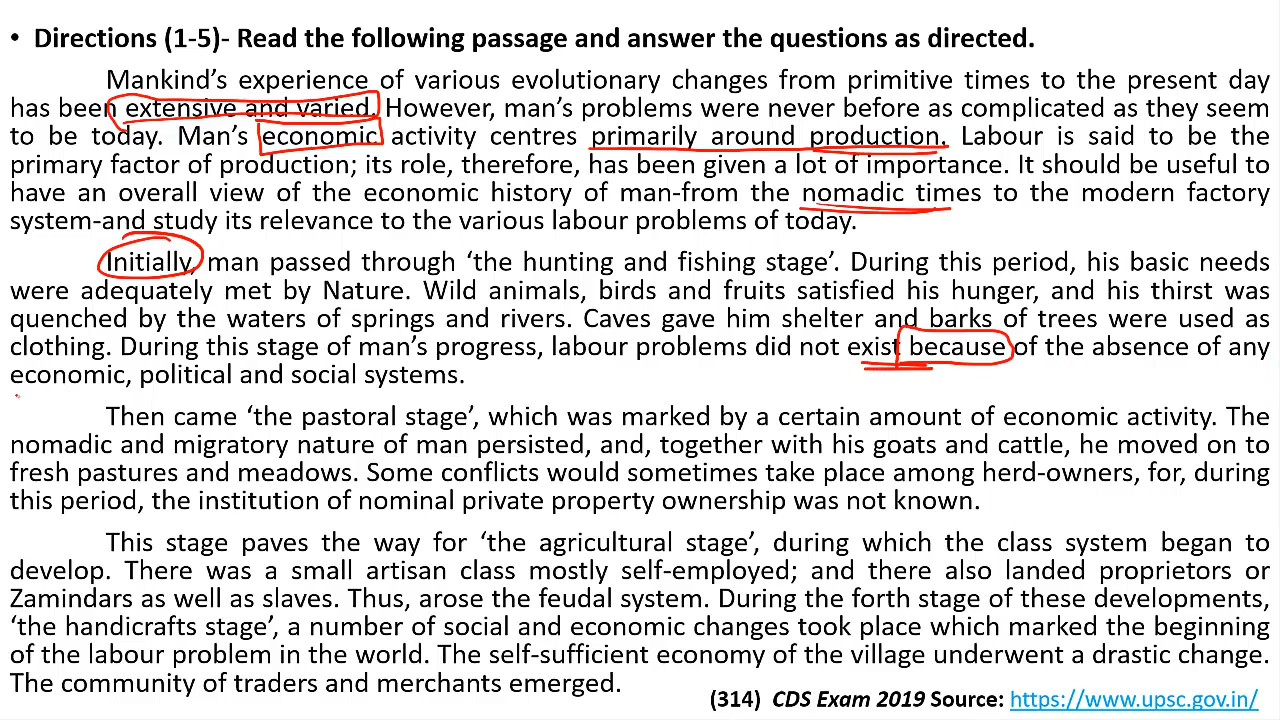 • Directions (1-5)- Read the following passage and answer the questions as directed.
Mankind's experience of various evolutionary changes from primitive times to the present day
has been extensive and varied. However, man's problems were never before as complicated as they seem
to be today. Man's economic activity centres primarily around production. Labour is said to be the
primary factor of production; its role, therefore, has been given a lot of importance. It should be useful to
have an overall view of the economic history of man-from the nomadic times to the modern factory
system-and study its relevance to the various labour problems of today.
Initially, man passed through 'the hunting and fishing stage'. During this period, his basic needs
were adequately met by Nature. Wild animals, birds and fruits satisfied his hunger, and his thirst was
quenched by the waters of springs and rivers. Caves gave him shelter and barks of trees were used as
clothing. During this stage of man's progress, labour problems did not exist because of the absence of any
economic, political and social systems.
Then came 'the pastoral stage', which was marked by a certain amount of economic activity. The
nomadic and migratory nature of man persisted, and, together with his goats and cattle, he moved on to
fresh pastures and meadows. Some conflicts would sometimes take place among herd-owners, for, during
this period, the institution of nominal private property ownership was not known.
This stage paves the way for 'the agricultural stage', during which the class system began to
develop. There was a small artisan class mostly self-employed; and there also landed proprietors or
Zamindars as well as slaves. Thus, arose the feudal system. During the forth stage of these developments,
'the handicrafts stage', a number of social and economic changes took place which marked the beginning
of the labour problem in the world. The self-sufficient economy of the village underwent a drastic change.
The community of traders and merchants emerged.
(314) CDS Exam 2019 Source: https://www.upsc.gov.in/